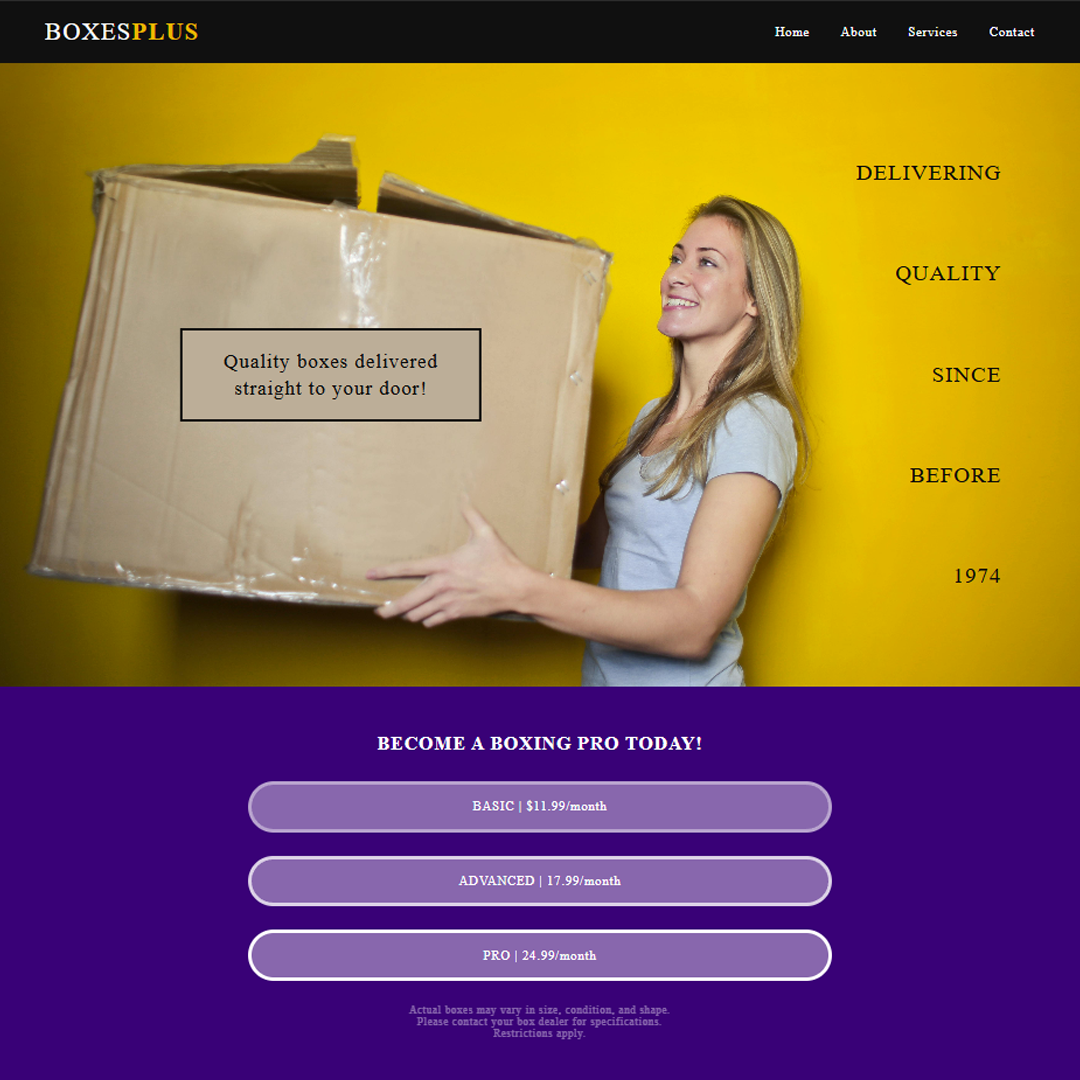 BOXESPLUS
Home About Services Contact
DELIVERING
QUALITY
SINCE
BEFORE
1974
Quality boxes delivered
straight to your door!
BECOME A BOXING PRO TODAY!
BASIC | $11.99/month
ADVANCED | 17.99/month
PRO | 24.99/month
Actual boxes may vary in size, condition, and shape.
Please contact your box dealer for specifications.
Restrictions apply.